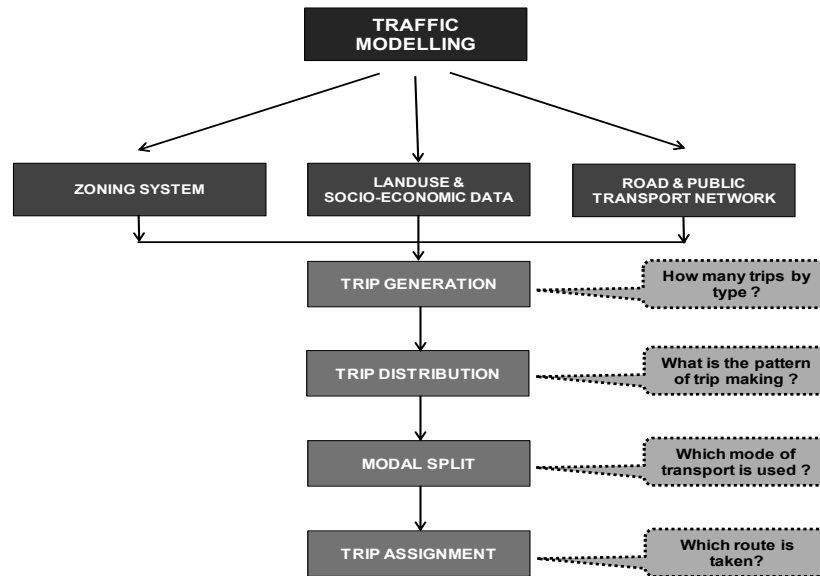 TRAFFIC
MODELLING
ZONING SYSTEM
LANDUSE &
SOCIO-ECONOMIC DATA
ROAD & PUBLIC
TRANSPORT NETWORK
TRIP GENERATION
How many trips by
type ?
TRIP DISTRIBUTION
What is the pattern
of trip making ?
MODAL SPLIT
Which mode of
transport is used ?
TRIP ASSIGNMENT
Which route is
taken?